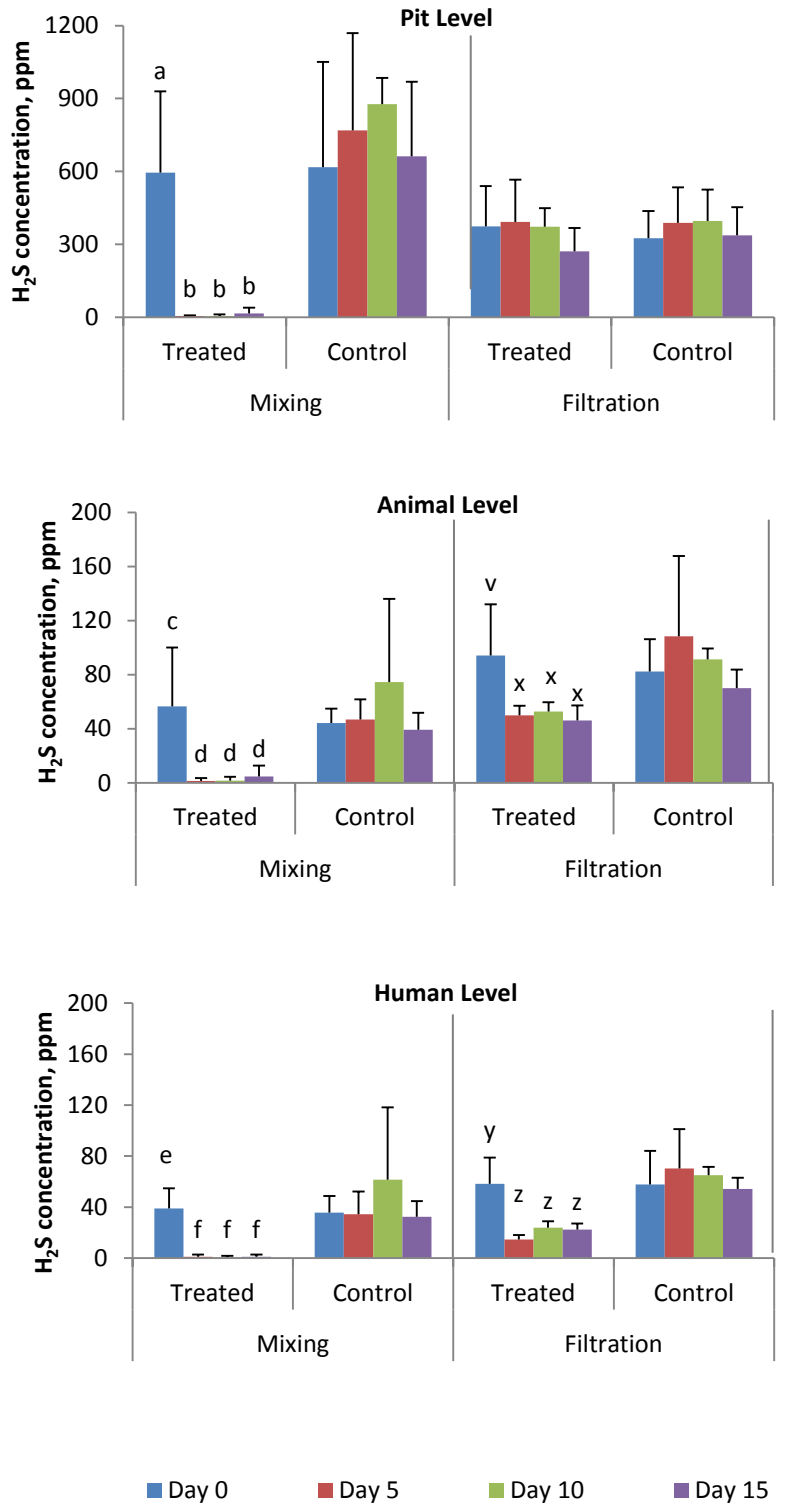 Pit Level
H₂S concentration, ppm
1200
900
600
300
0
a
b b b
Treated Control Treated Control
Mixing Filtration
Animal Level
H₂S concentration, ppm
200
160
120
80
40
0
c
d d d
v
x x x
Treated Control Treated Control
Mixing Filtration
Human Level
H₂S concentration, ppm
200
160
120
80
40
0
e
f f f
y
z z z
Treated Control Treated Control
Mixing Filtration
Day 0 Day 5 Day 10 Day 15